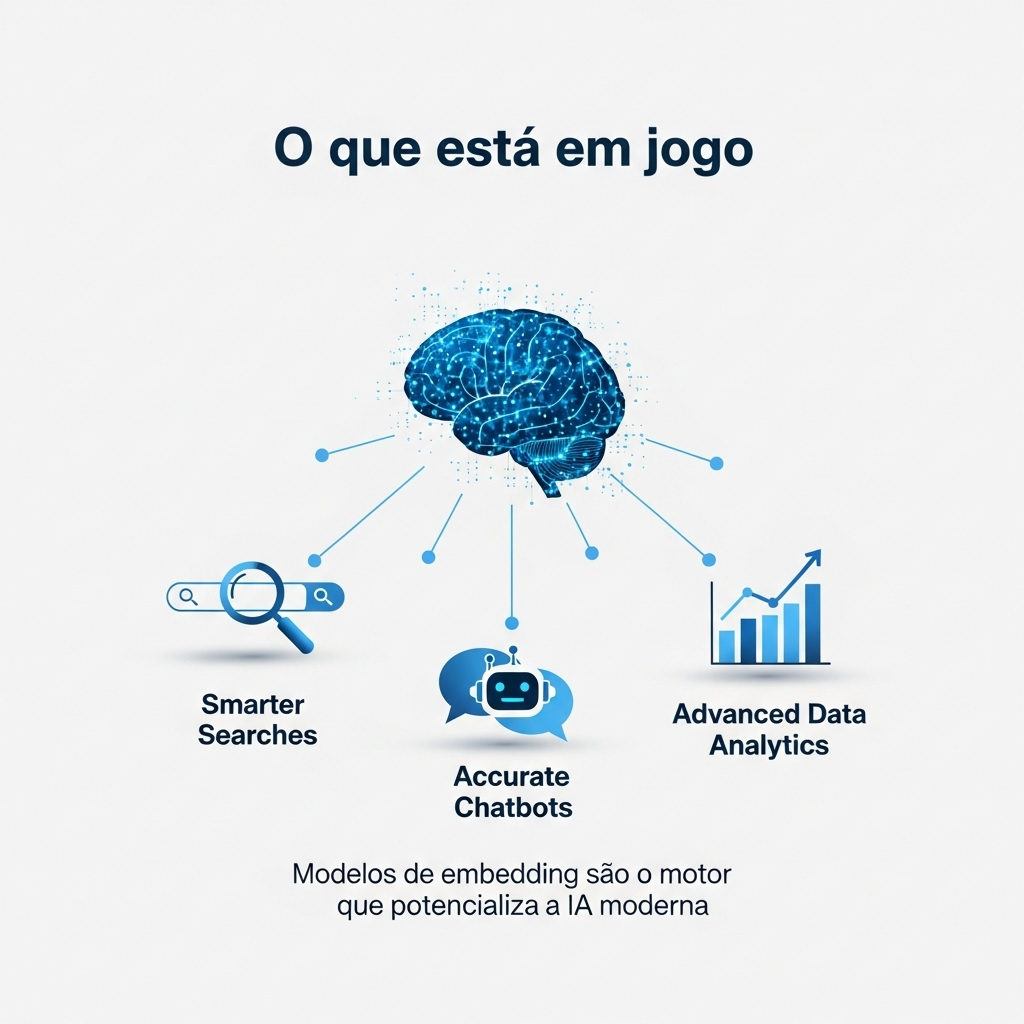 O que está em jogo
Smarter
Searches
Accurate
Chatbots
Advanced Data
Analytics
Modelos de embedding são o motor
que potencializa a IA moderna